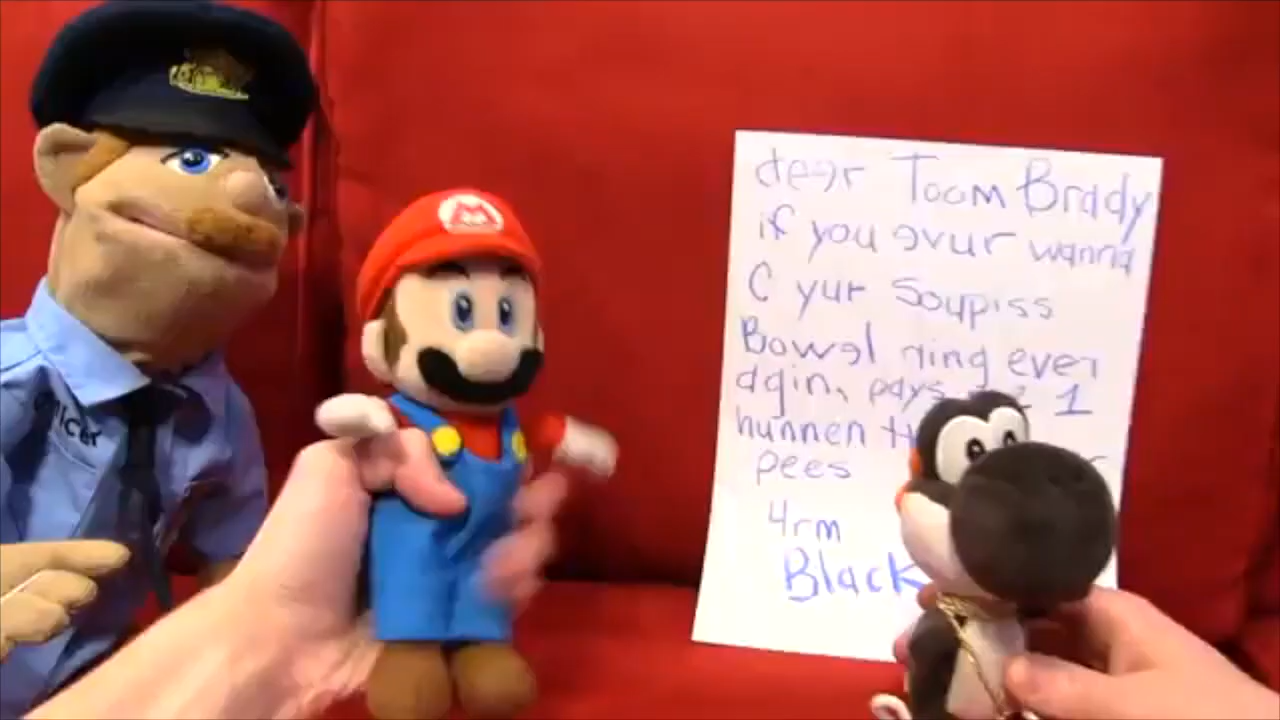 dear Toom Brady
if you evur wanna
C yur Soupiss
Bowel ring ever
agin, pays 1
hunnen
pees
4rm
Black